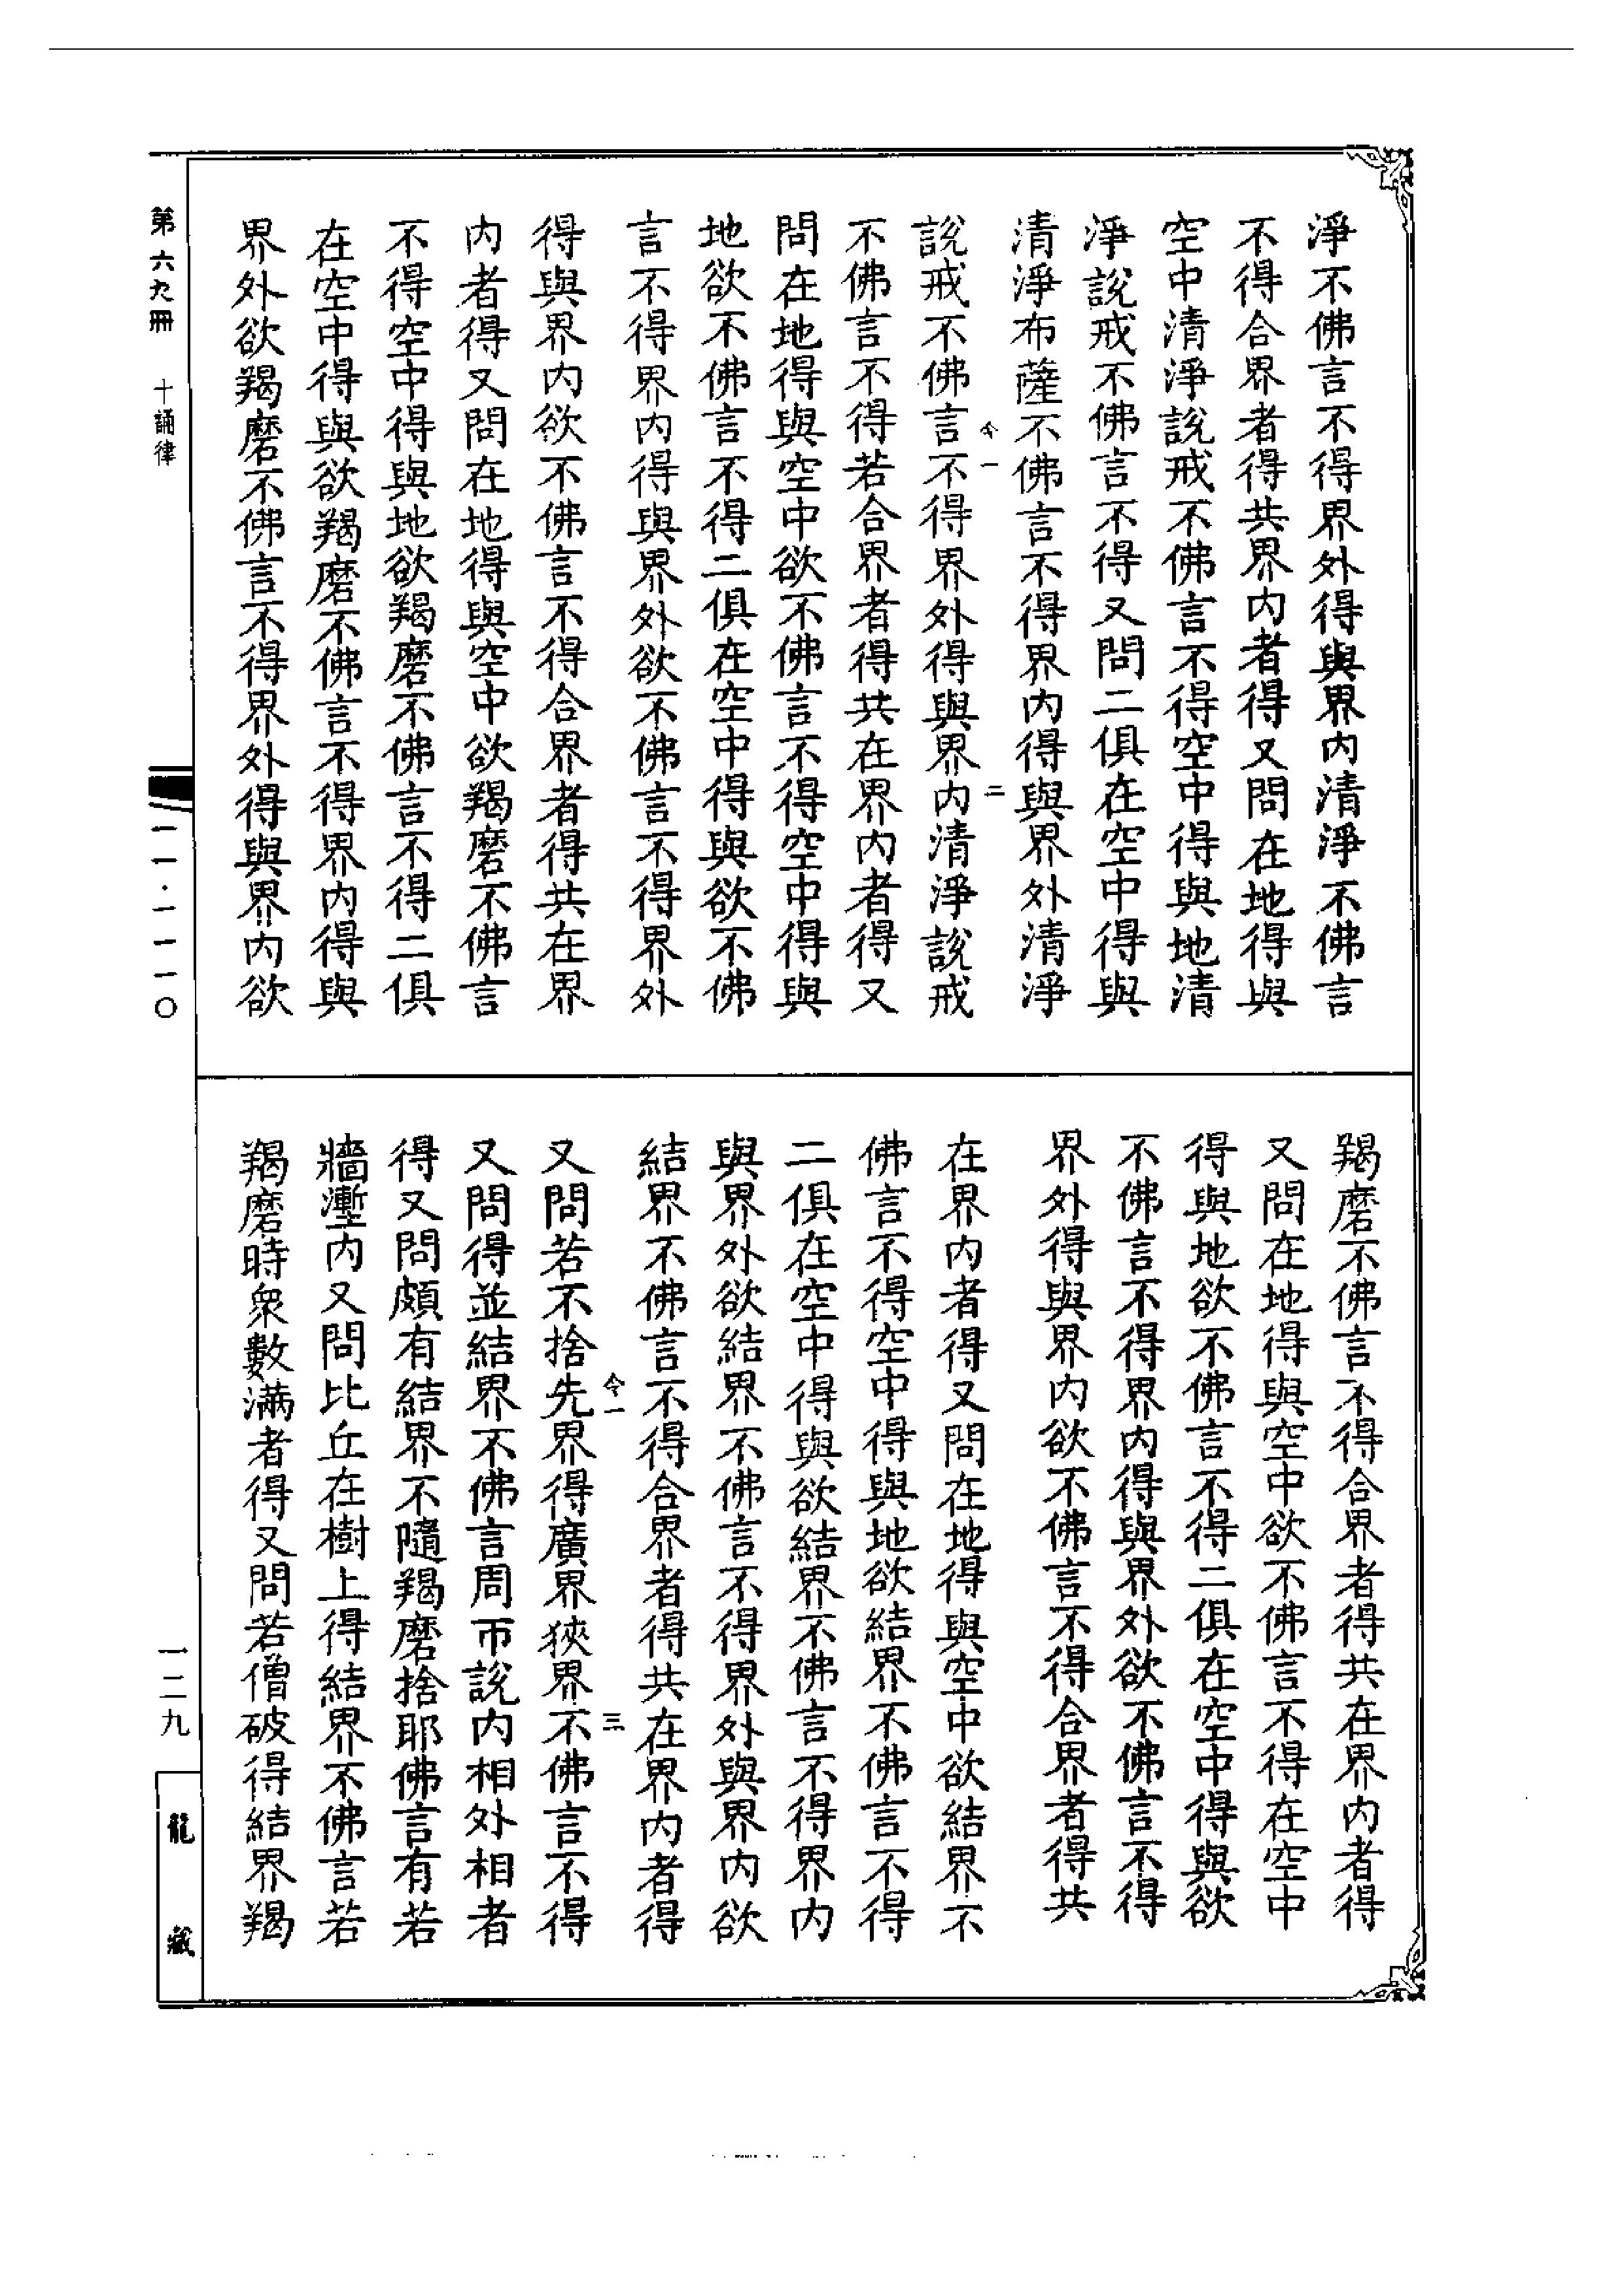 淨不佛言不得界外得與界內清淨不佛言
不得合界者得共界內者得又問在地得與
空中清淨說戒不佛言不得空中得與地清
淨說戒不佛言不得又問二俱在空中得與
清淨布薩不佛言不得界內得與界外清淨
今一
二
說戒不佛言不得界外得與界內清淨說戒
不佛言不得若合界者得共在界內者得又
問在地得與空中欲不佛言不得空中得與
地欲不佛言不得二俱在空中得與欲不佛
言不得界內得與界外欲不佛言不得界外
得與界內欲不佛言不得合界者得共在界
內者得又問在地得與空中欲羯磨不佛言
不得空中得與地欲羯磨不佛言不得二俱
在空中得與欲羯磨不佛言不得界內得與
界外欲羯磨不佛言不得界外得與界內欲
羯磨不佛言不得合界者得共在界內者得
又問在地得與空中欲不佛言不得在空中
得與地欲不佛言不得二俱在空中得與欲
不佛言不得界內得與界外欲不佛言不得
界外得與界內欲不佛言不得合界者得共
在界內者得又問在地得與空中欲結界不
佛言不得空中得與地欲結界不佛言不得
二俱在空中得與欲結界不佛言不得界內
與界外欲結界不佛言不得界外與界內欲
結界不佛言不得合界者得共在界內者得
今一
三
又問若不捨先界得廣界狹界不佛言不得
又問得並結界不佛言周帀說內相外相者
得又問頗有結界不隨羯磨捨耶佛言有若
牆壍內又問比丘在樹上得結界不佛言若
羯磨時衆數滿者得又問若僧破得結界羯
第六九冊
十誦律
一一·一一一〇
一二九
龍藏